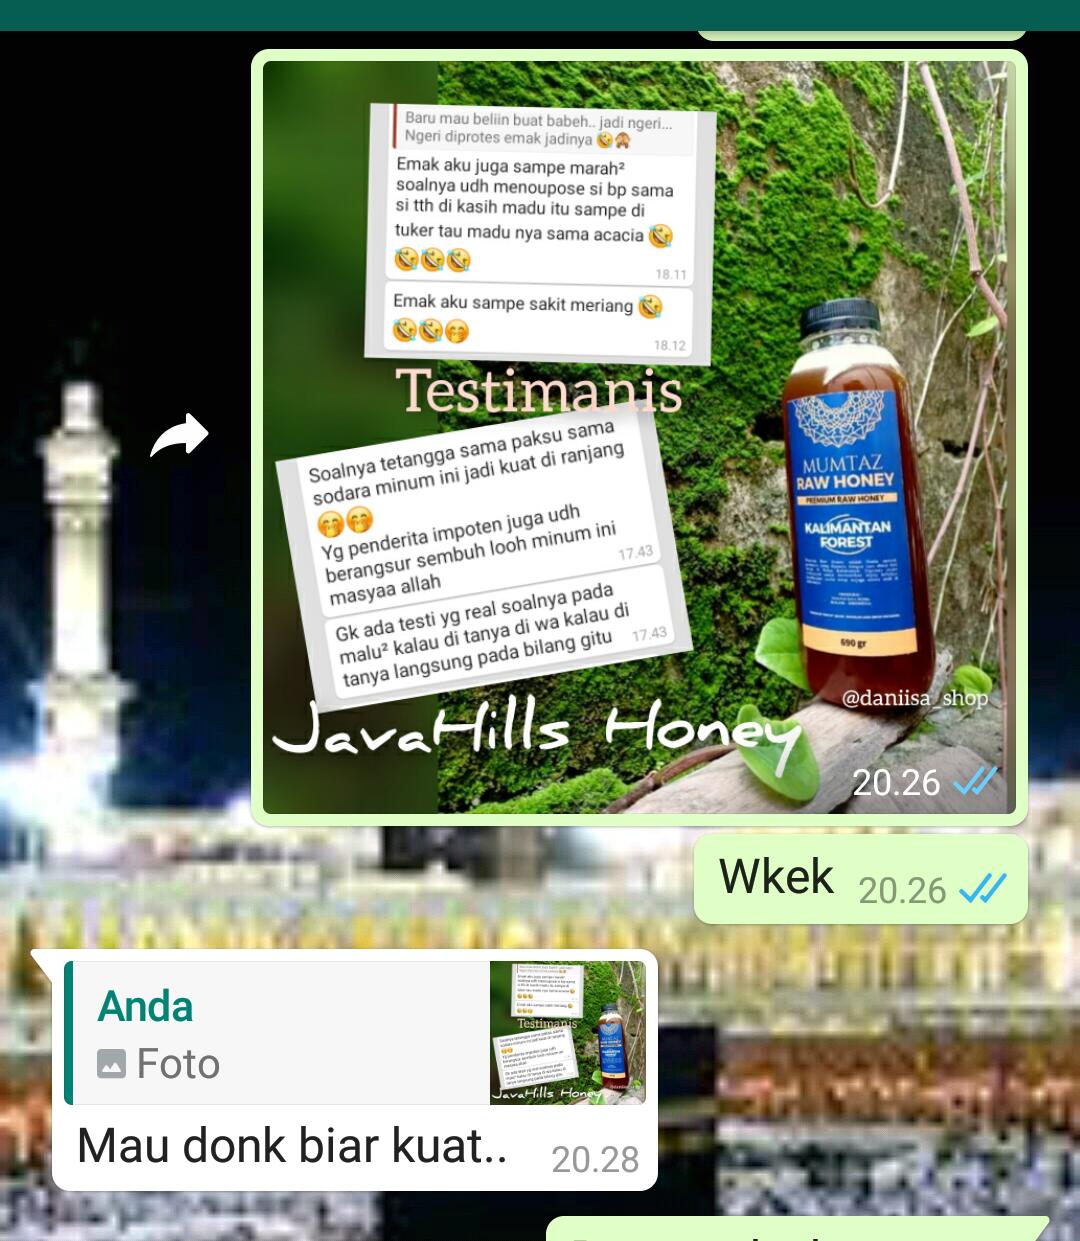 Baru mau beliin buat babeh.. jadi ngeri...
Ngeri diprotes emak jadinya 🤣🙈
Emak aku juga sampe marah²
soalnya udh menoupose si bp sama
si tth di kasih madu itu sampe di
tuker tau madu nya sama acacia 🤣
🤣🤣🤣
18.11
Emak aku sampe sakit meriang 🤣
🤣🤣🤭
18.12
Testimanis
Soalnya tetangga sama paksu sama
sodara minum ini jadi kuat di ranjang
🤭🤭
Yg penderita impoten juga udh
berangsur sembuh looh minum ini
masyaa allah
17.43
Gk ada testi yg real soalnya pada
malu² kalau di tanya di wa kalau di
tanya langsung pada bilang gitu
17.43
MUMTAZ
RAW HONEY
PREMIUM RAW HONEY
KALIMANTAN
FOREST
690 gr
@daniisa_shop
JavaHills Honey
20.26
Wkek 20.26
Anda
Foto
Testimanis
JavaHills Honey
Mau donk biar kuat.. 20.28